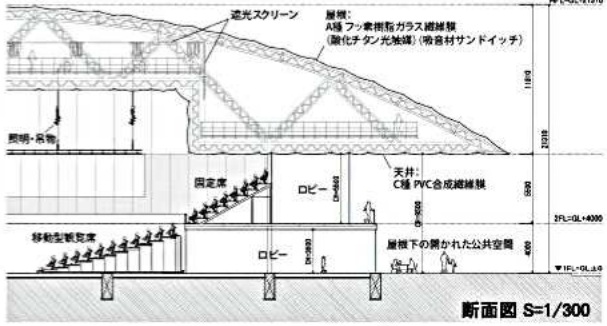 遮光スクリーン
屋根:
A種 フッ素樹脂ガラス繊維膜
(酸化チタン光触媒)(吸音材サンドイッチ)
照明・吊物
天井:
C種 PVC合成繊維膜
固定席
ロビー
移動型観覧席
ロビー
屋根下の開かれた公共空間
11810
21310
5500
2FL=GL+4000
4000
▼1FL=GL±0
断面図 S=1/300